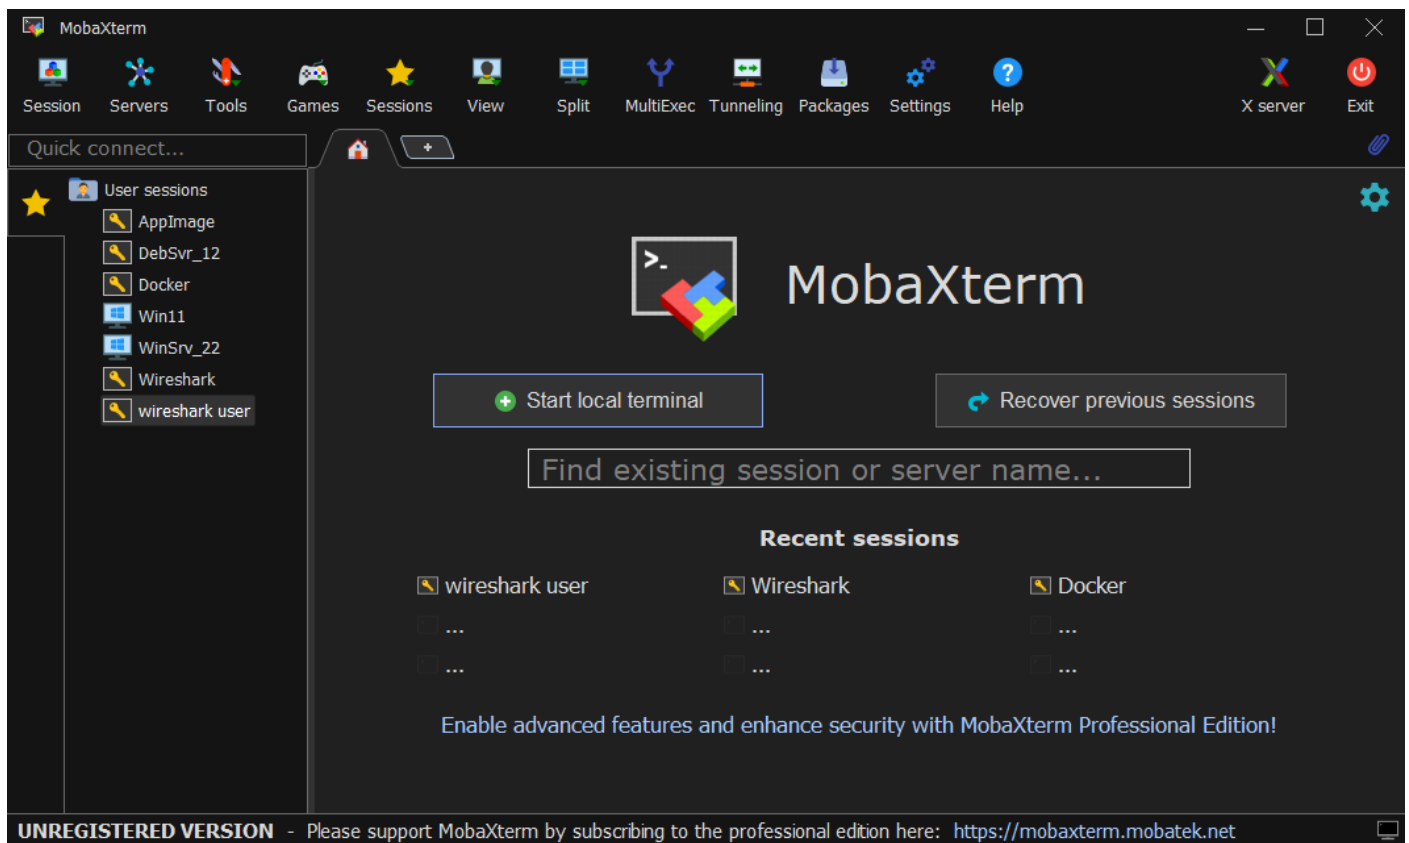 MobaXterm
Session Servers Tools Games Sessions View Split MultiExec Tunneling Packages Settings Help X server Exit
Quick connect...
User sessions
AppImage
DebSvr_12
Docker
Win11
WinSrv_22
Wireshark
wireshark user
>_ MobaXterm
Start local terminal Recover previous sessions
Find existing session or server name...
Recent sessions
wireshark user Wireshark Docker
... ... ...
... ... ...
Enable advanced features and enhance security with MobaXterm Professional Edition!
UNREGISTERED VERSION - Please support MobaXterm by subscribing to the professional edition here: https://mobaxterm.mobatek.net